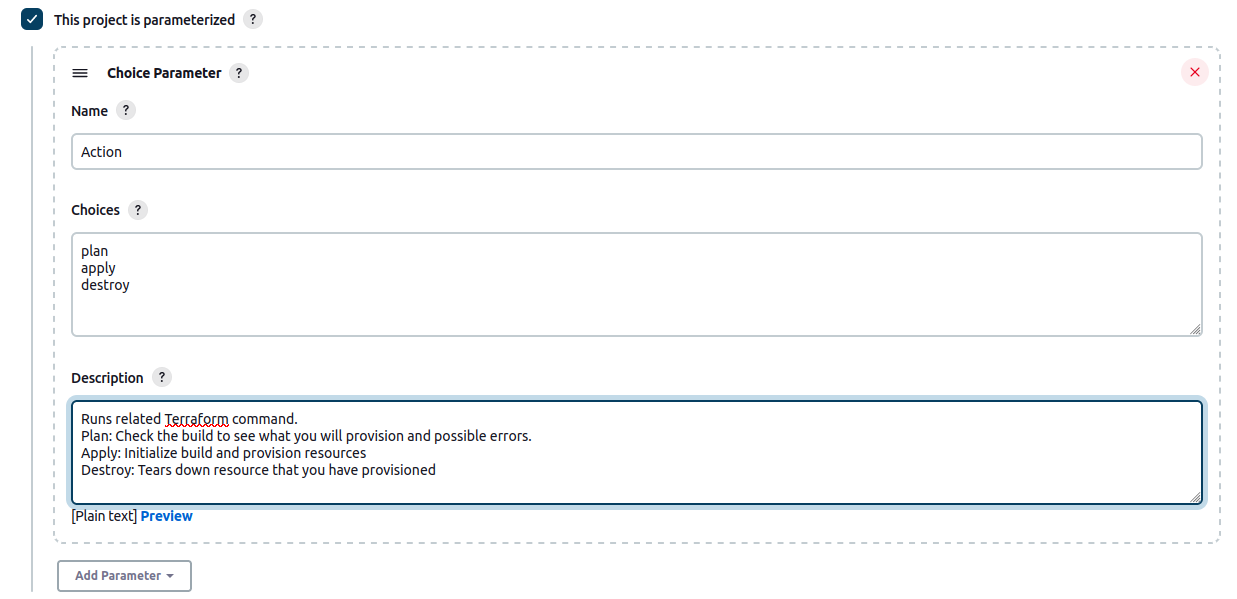 This project is parameterized ?
Choice Parameter ?
Name ?
Action
Choices ?
plan
apply
destroy
Description ?
Runs related Terraform command.
Plan: Check the build to see what you will provision and possible errors.
Apply: Initialize build and provision resources
Destroy: Tears down resource that you have provisioned
[Plain text] Preview
Add Parameter